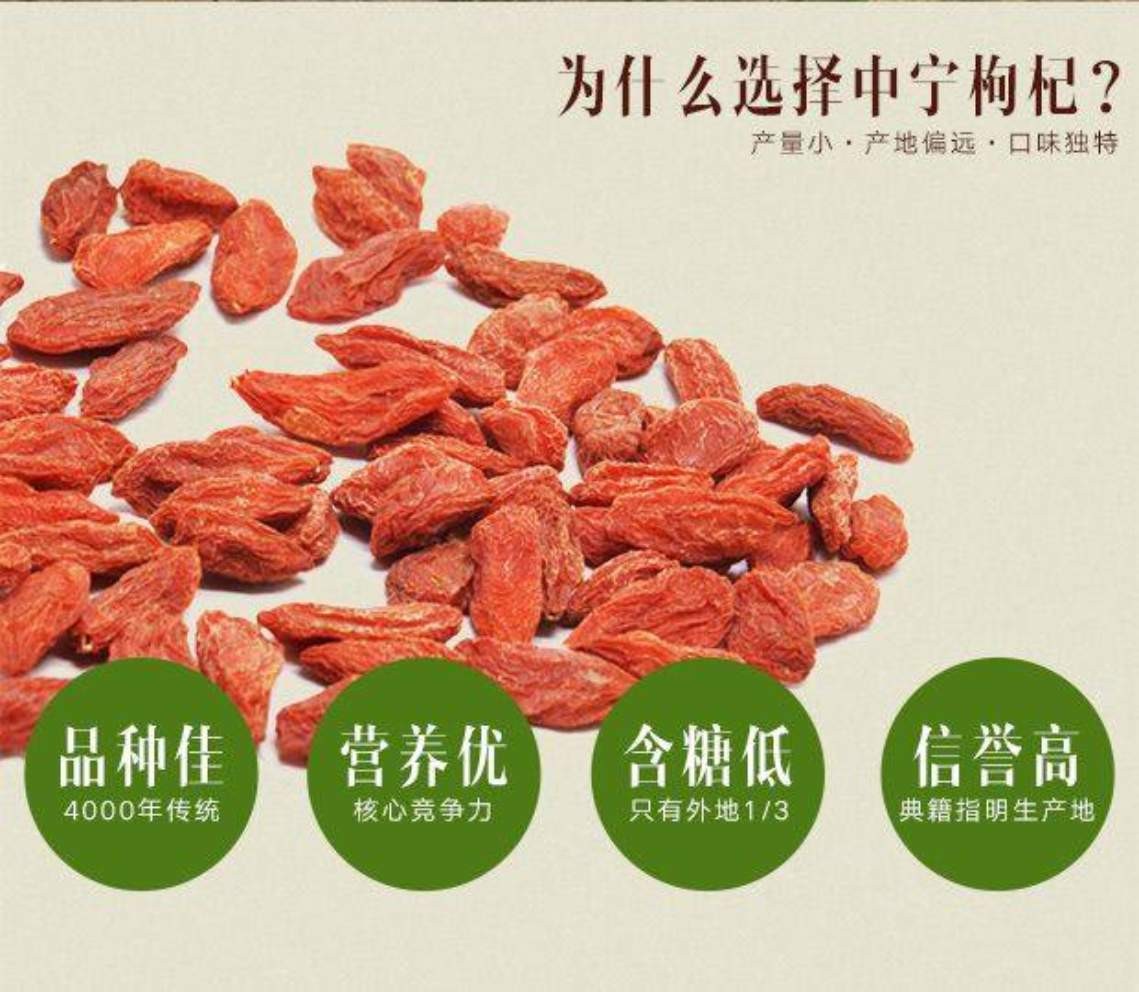 为什么选择中宁枸杞？
产量小·产地偏远·口味独特
品种佳
4000年传统
营养优
核心竞争力
含糖低
只有外地1/3
信誉高
典籍指明生产地